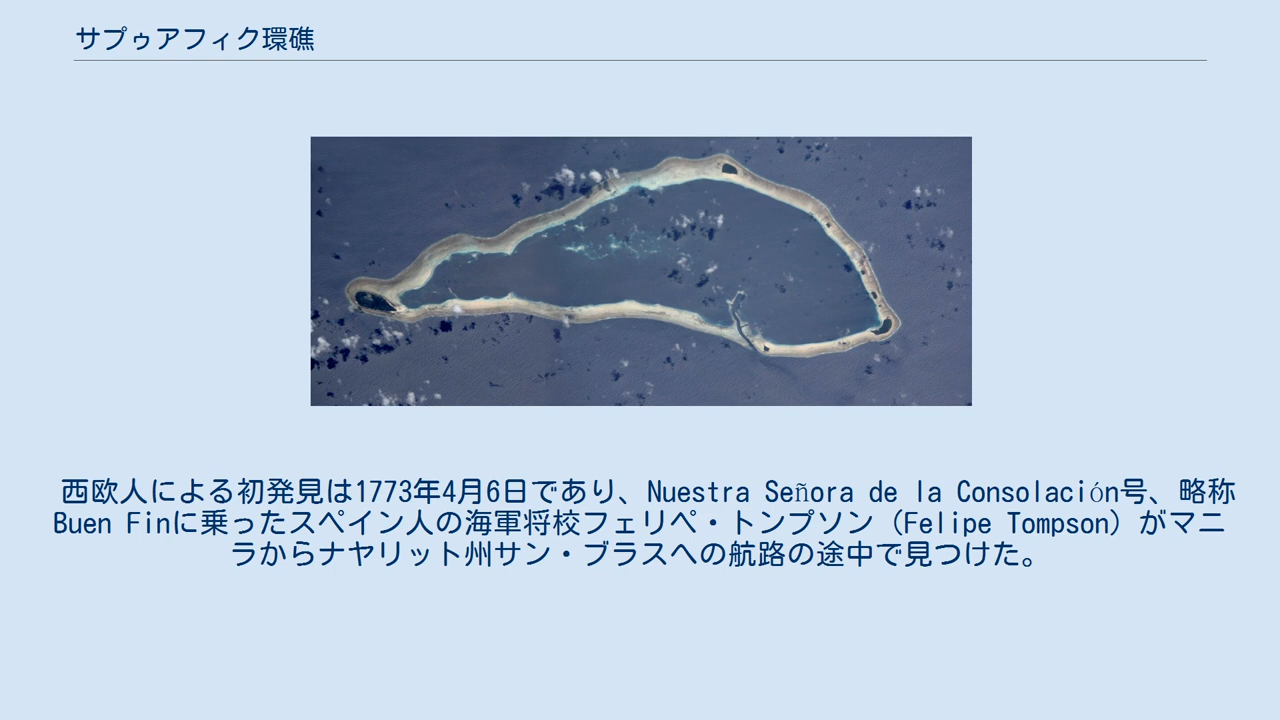 サプゥアフィク環礁
西欧人による初発見は1773年4月6日であり、Nuestra Señora de la Consolación号、略称
Buen Finに乗ったスペイン人の海軍将校フェリペ・トンプソン（Felipe Tompson）がマニ
ラからナヤリット州サン・ブラスへの航路の途中で見つけた。